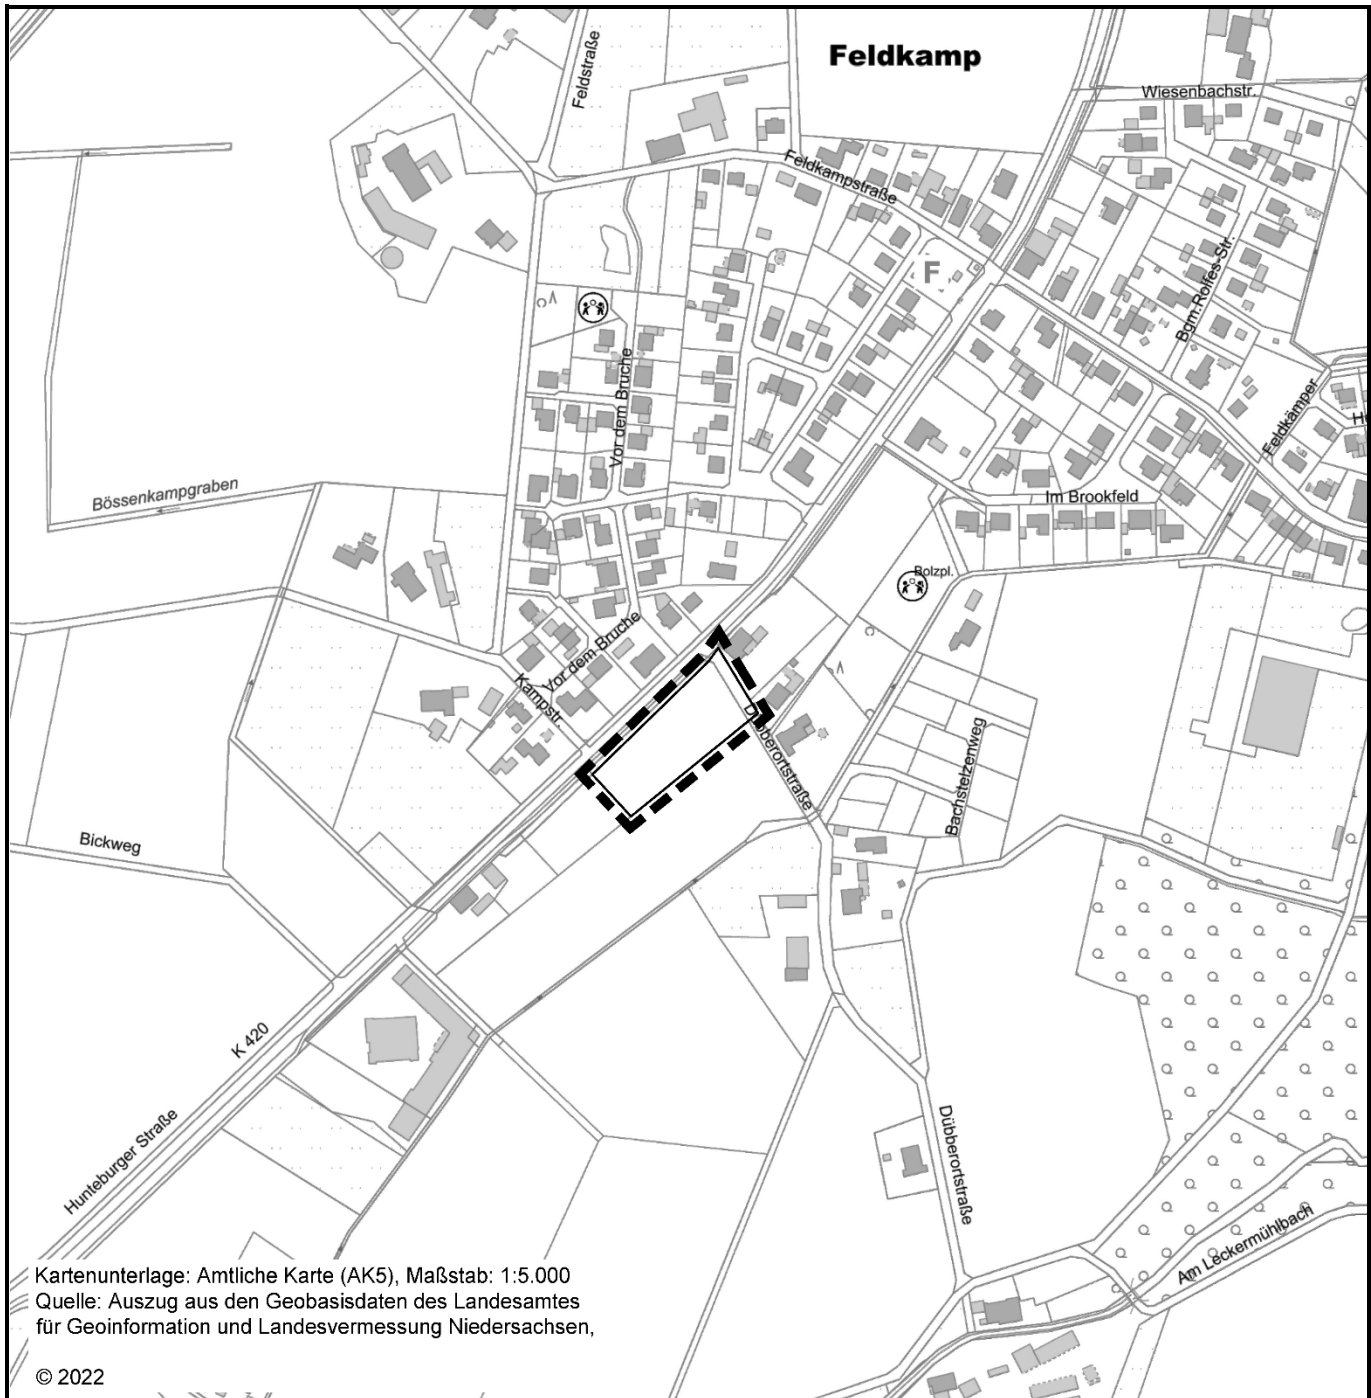 Feldkamp
Feldstraße
Wiesenbachstr.
Feldkampstraße
F
Bgm.Rolfes-Str.
Vor dem Bruche
Feldkämper
Bössenkampgraben
Im Brookfeld
Bolzpl.
Vor dem Bruche
Kampstr.
Dübberortstraße
Bachstelzenweg
Bickweg
K 420
Hunteburger Straße
Dübberortstraße
Am Leckermühlbach
Kartenunterlage: Amtliche Karte (AK5), Maßstab: 1:5.000
Quelle: Auszug aus den Geobasisdaten des Landesamtes
für Geoinformation und Landesvermessung Niedersachsen,
© 2022